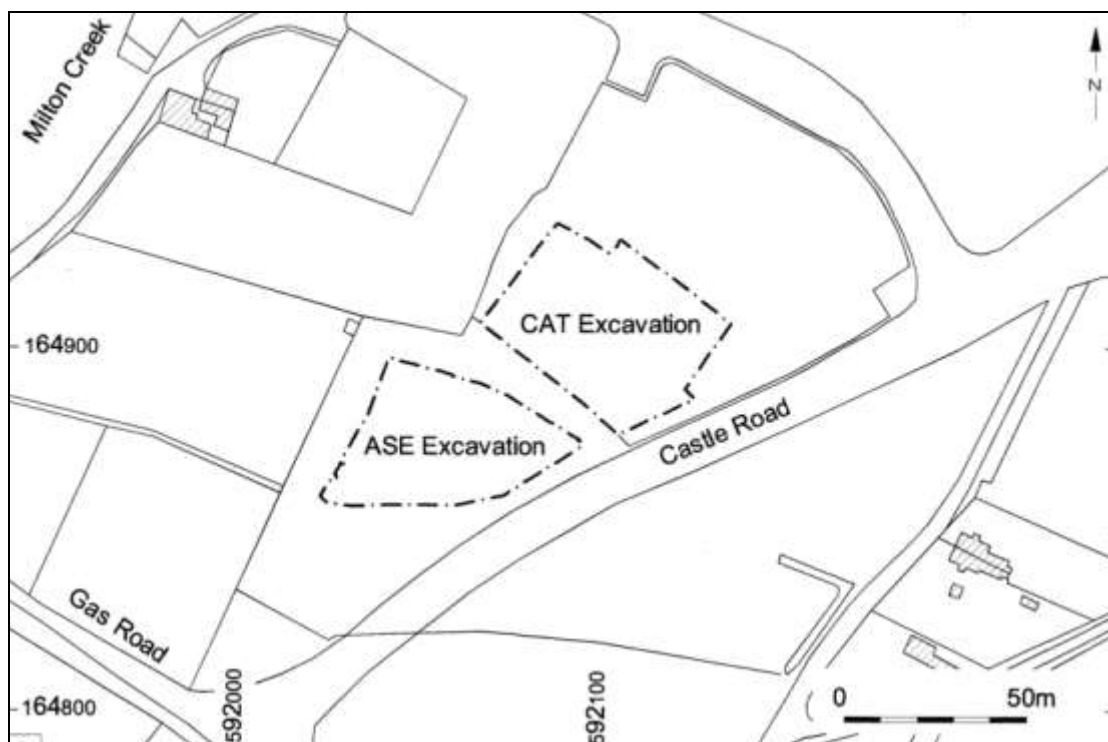 Milton Creek
N
CAT Excavation
164900
ASE Excavation
Castle Road
Gas Road
592000
592100
0 50m
164800